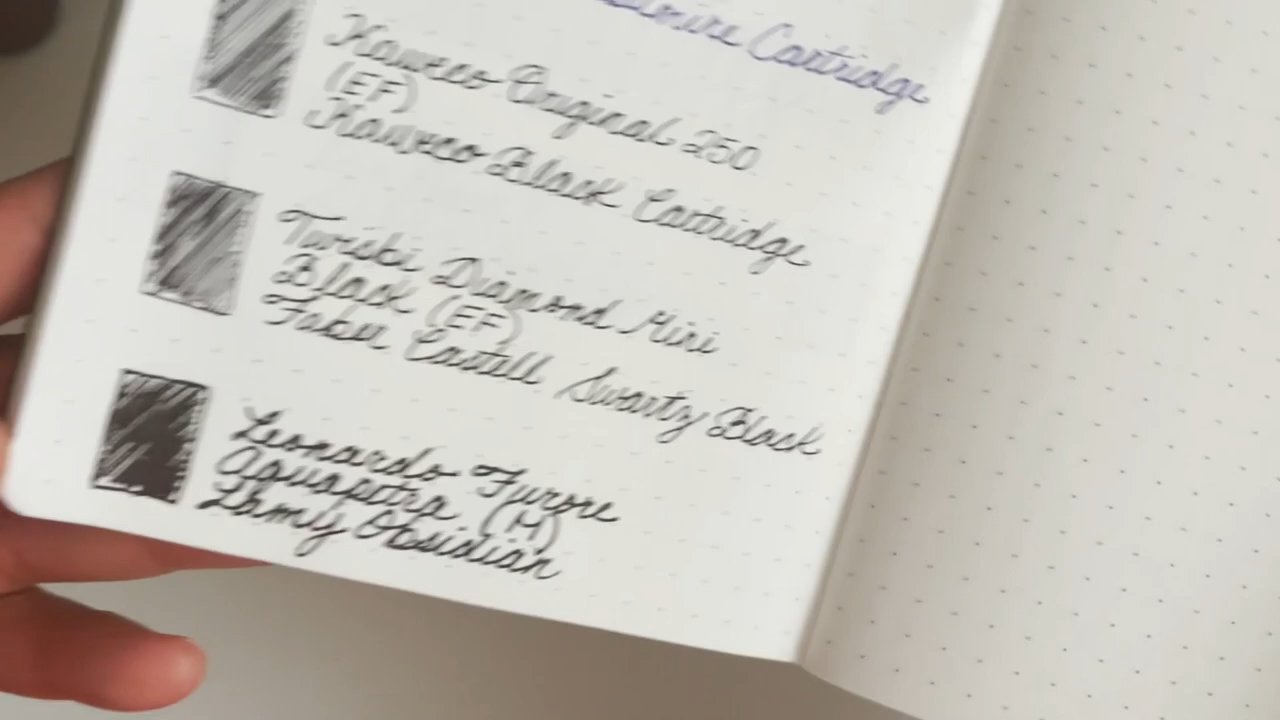 Cartridge
Kaweco Original 250
(EF)
Kaweco Black Cartridge
Twisbi Diamond Mini
Black (EF)
Faber Castell Swartz Black
Leonardo Furore
Aquapetra (M)
Lamy Obsidian